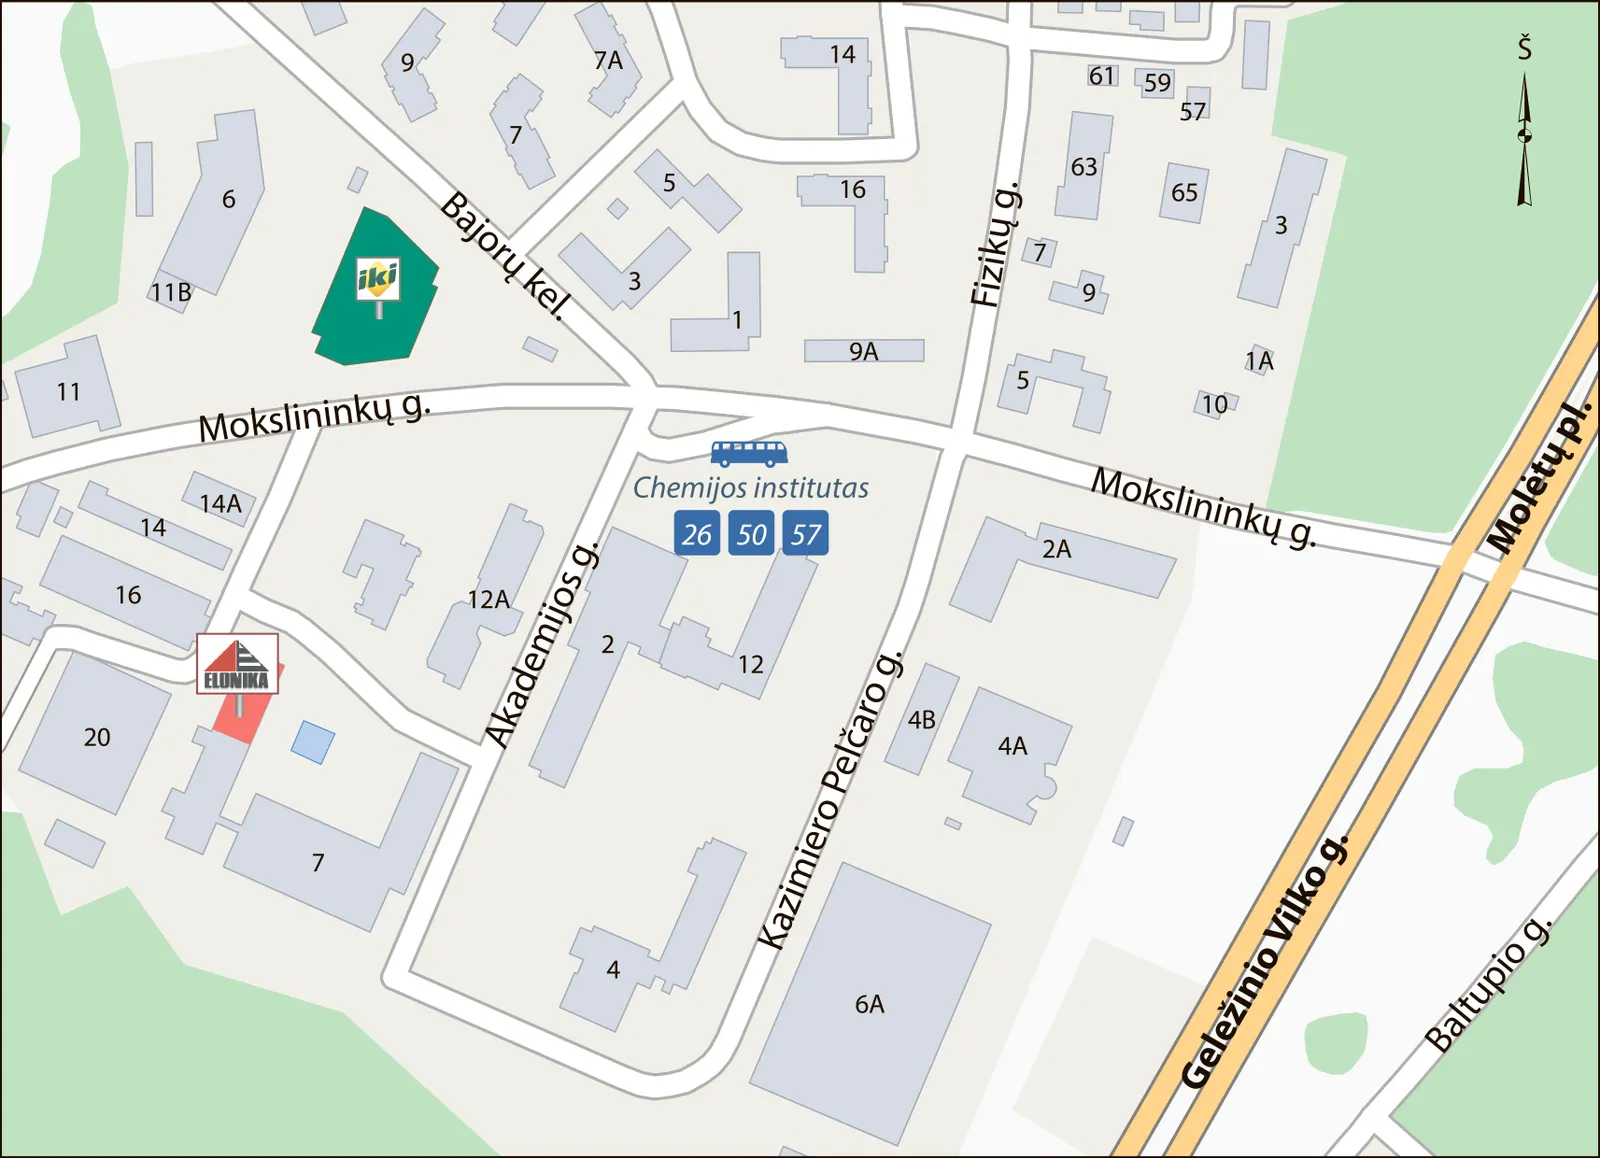 Š
9
7A
14
61
59
57
7
63
65
6
5
16
3
Bajorų kel.
Fizikų g.
7
iki
3
9
11B
1
9A
1A
5
10
11
Mokslininkų g.
Molėtų pl.
Chemijos institutas
26 50 57
Mokslininkų g.
14A
14
2A
16
12A
Akademijos g.
2
12
ELONIKA
Kazimiero Pelčaro g.
4B
4A
20
7
Geležinio Vilko g.
4
6A
Baltupio g.